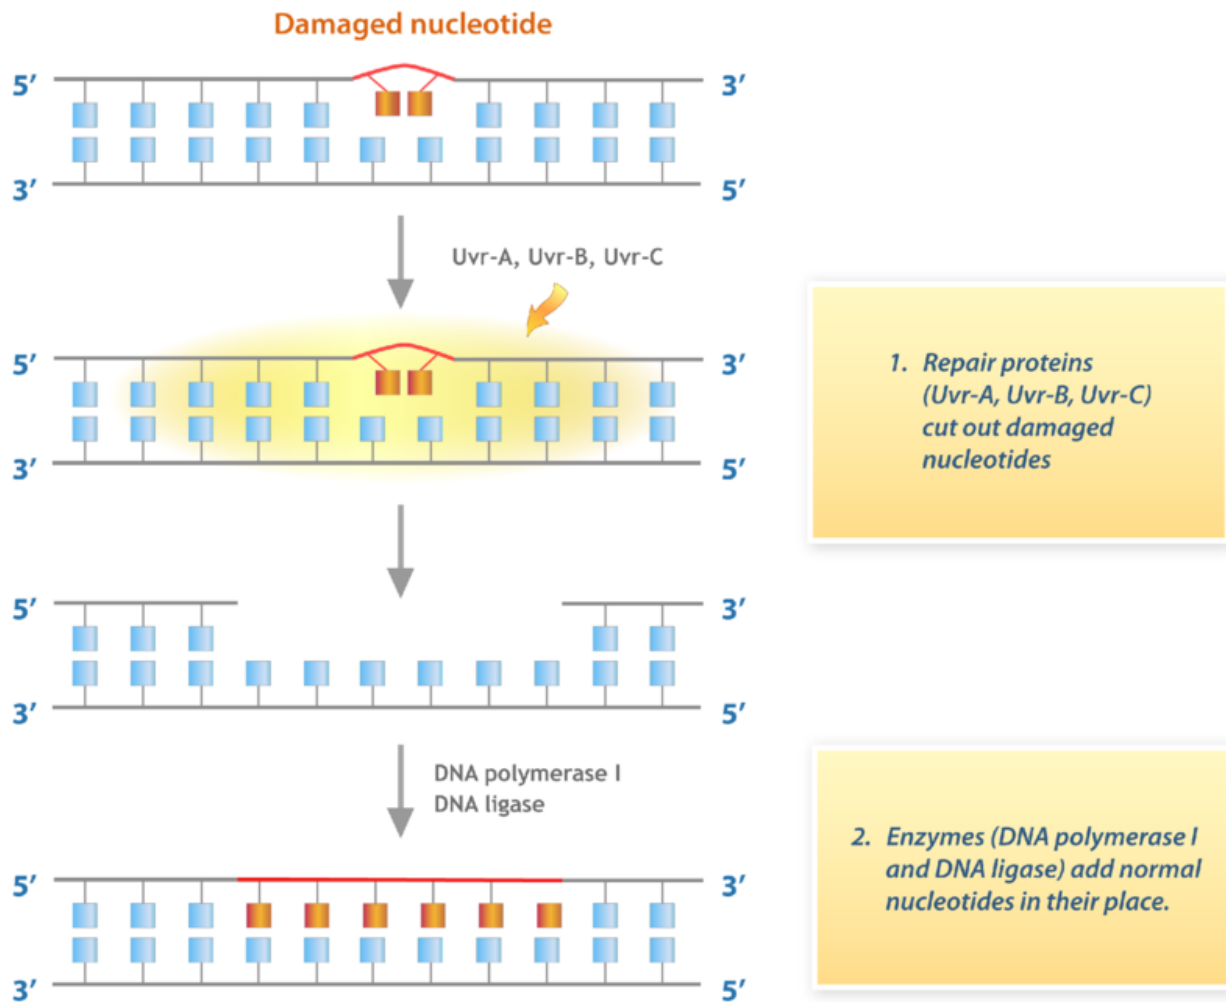 Damaged nucleotide
5′ 3′
3′ 5′
Uvr-A, Uvr-B, Uvr-C
5′ 3′
3′ 5′
1. Repair proteins
(Uvr-A, Uvr-B, Uvr-C)
cut out damaged
nucleotides
5′ 3′
3′ 5′
DNA polymerase I
DNA ligase
2. Enzymes (DNA polymerase I
and DNA ligase) add normal
nucleotides in their place.
5′ 3′
3′ 5′